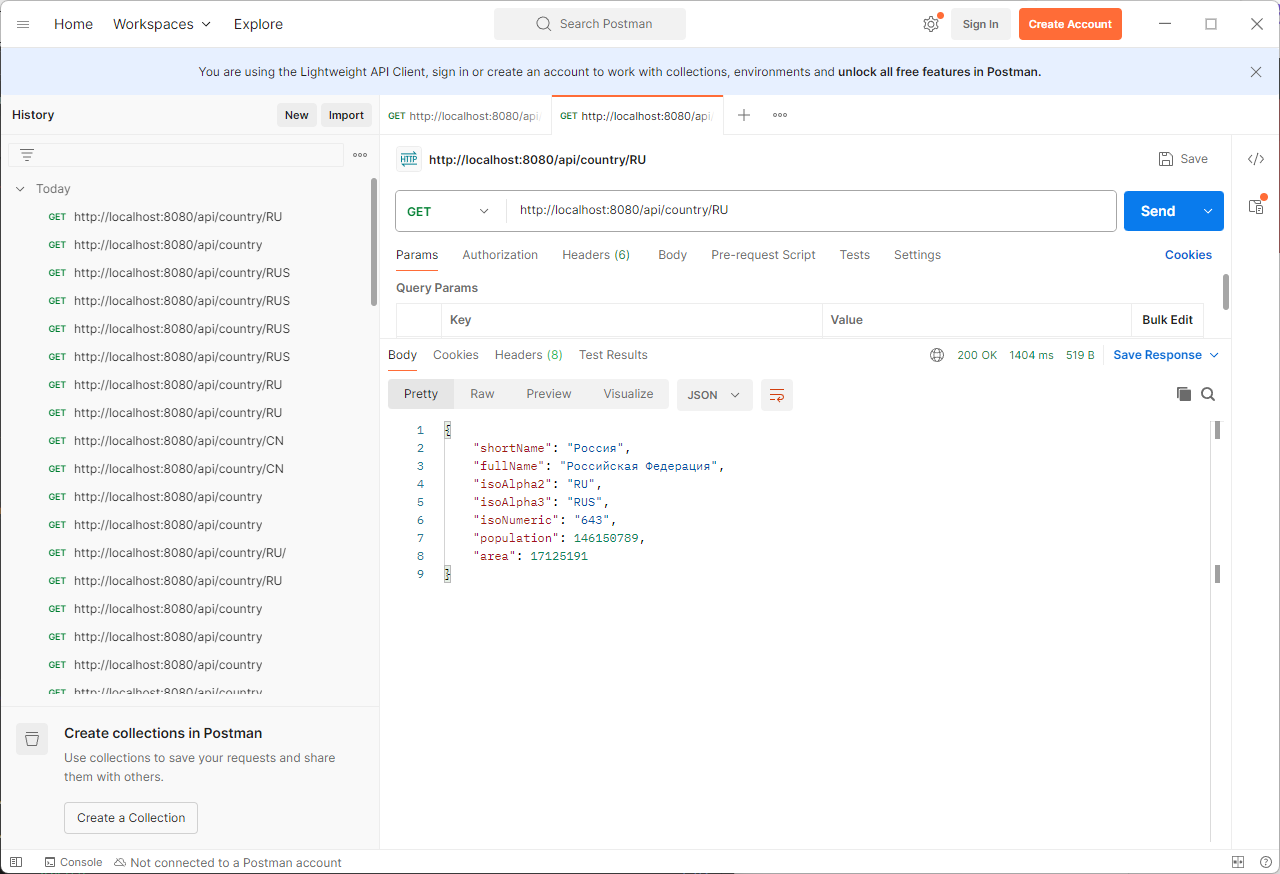 Home Workspaces Explore Search Postman Sign In Create Account
You are using the Lightweight API Client, sign in or create an account to work with collections, environments and unlock all free features in Postman.
History New Import
Today
GET http://localhost:8080/api/country/RU
GET http://localhost:8080/api/country
GET http://localhost:8080/api/country/RUS
GET http://localhost:8080/api/country/RUS
GET http://localhost:8080/api/country/RUS
GET http://localhost:8080/api/country/RUS
GET http://localhost:8080/api/country/RU
GET http://localhost:8080/api/country/RU
GET http://localhost:8080/api/country/CN
GET http://localhost:8080/api/country/CN
GET http://localhost:8080/api/country
GET http://localhost:8080/api/country
GET http://localhost:8080/api/country/RU/
GET http://localhost:8080/api/country/RU
GET http://localhost:8080/api/country
GET http://localhost:8080/api/country
GET http://localhost:8080/api/country
GET http://localhost:8080/api/country
Create collections in Postman
Use collections to save your requests and share
them with others.
Create a Collection
GET http://localhost:8080/api GET http://localhost:8080/api/
HTTP http://localhost:8080/api/country/RU Save
GET http://localhost:8080/api/country/RU Send
Params Authorization Headers (6) Body Pre-request Script Tests Settings Cookies
Query Params
Key Value Bulk Edit
Body Cookies Headers (8) Test Results 200 OK 1404 ms 519 B Save Response
Pretty Raw Preview Visualize JSON
1 {
2 "shortName": "Россия",
3 "fullName": "Российская Федерация",
4 "isoAlpha2": "RU",
5 "isoAlpha3": "RUS",
6 "isoNumeric": "643",
7 "population": 146150789,
8 "area": 17125191
9 }
Console Not connected to a Postman account